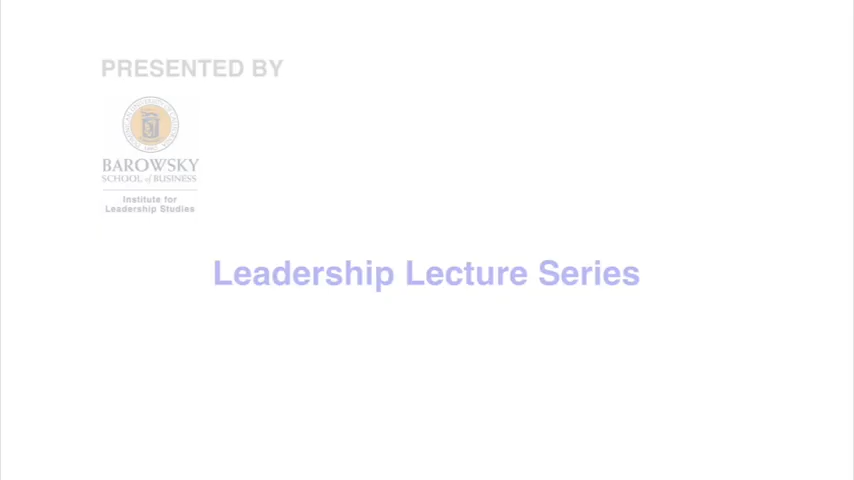 PRESENTED BY
BAROWSKY
SCHOOL of BUSINESS
Institute for
Leadership Studies
Leadership Lecture Series